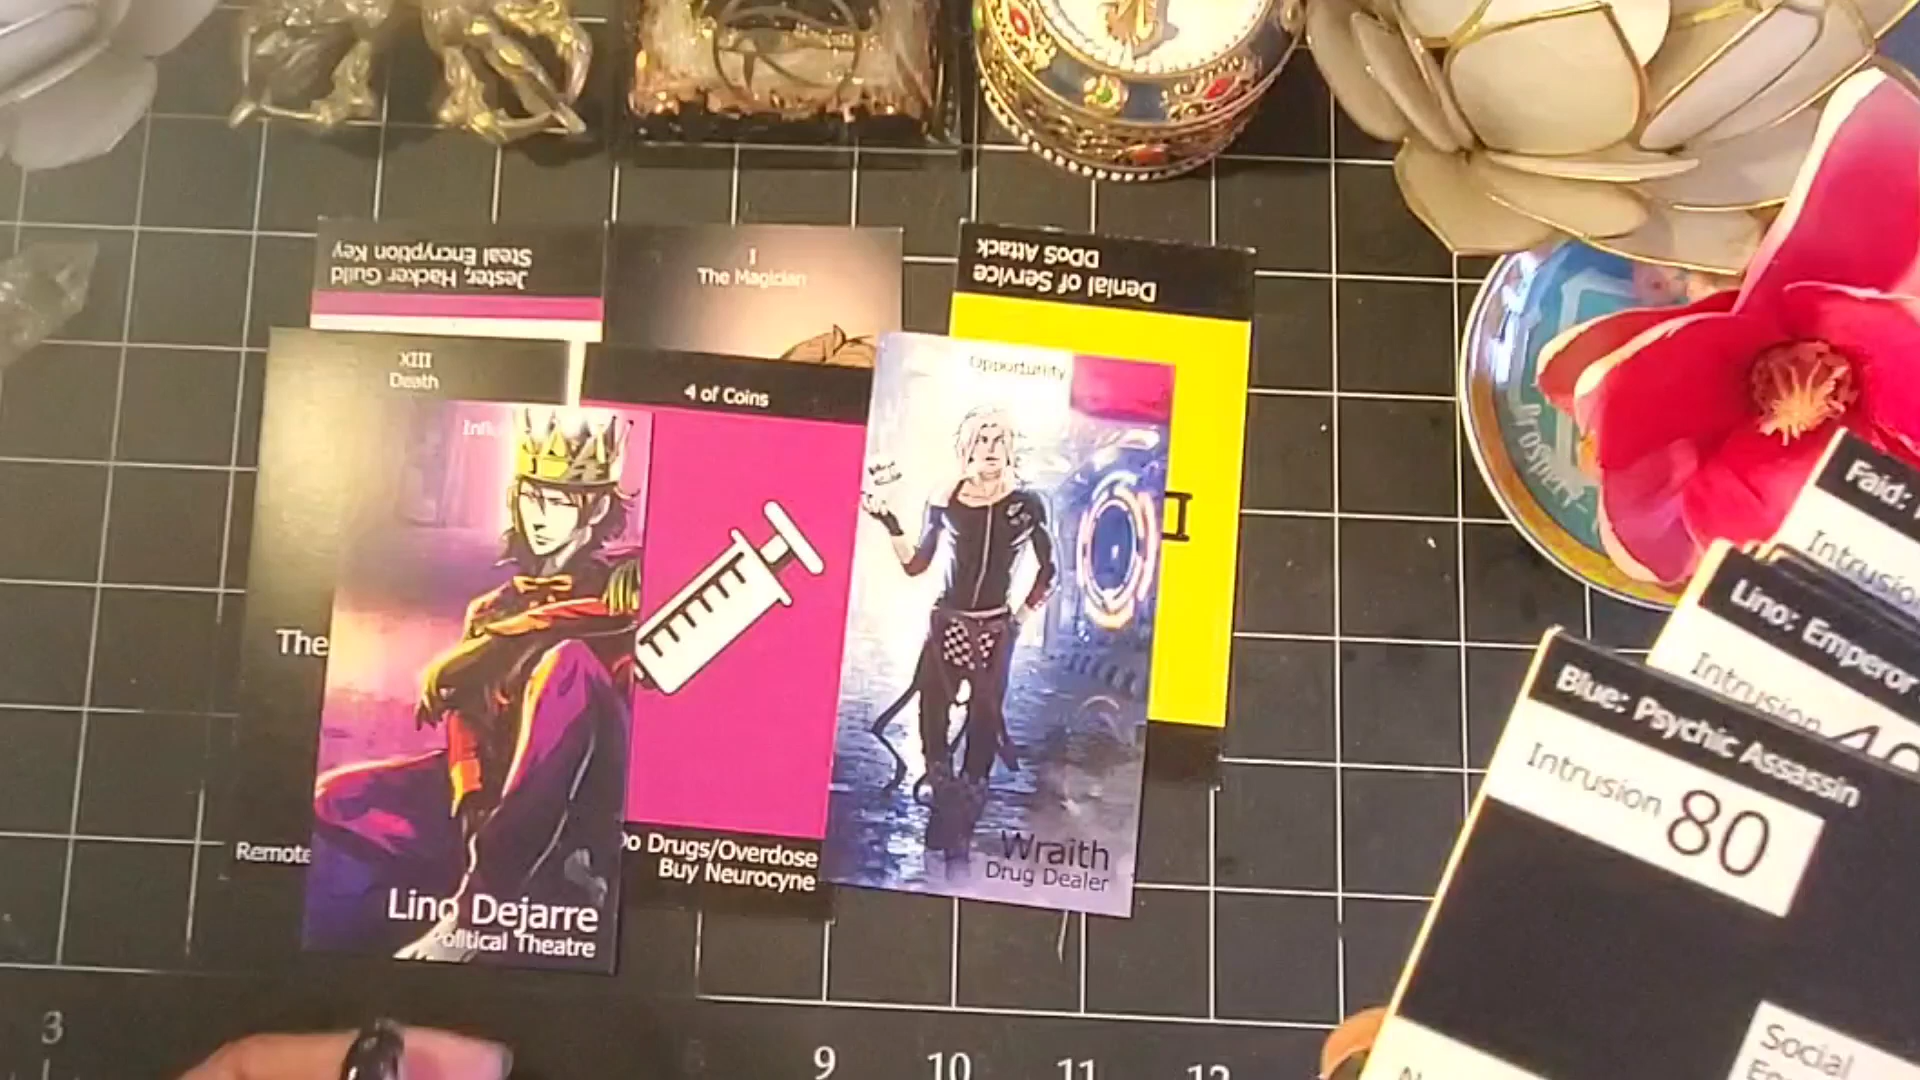 Jester, Hacker Guild
Steal Encryption Key
I
The Magician
Denial of Service
DDoS Attack
XIII
Death
4 of Coins
Opportunity
The
Remote
Lino Dejarre
Political Theatre
Do Drugs/Overdose
Buy Neurocyne
Wraith
Drug Dealer
Faid:
Intrusion
Lino: Emperor
Intrusion 40
Blue: Psychic Assassin
Intrusion 80
Social
3
9 10 11 12